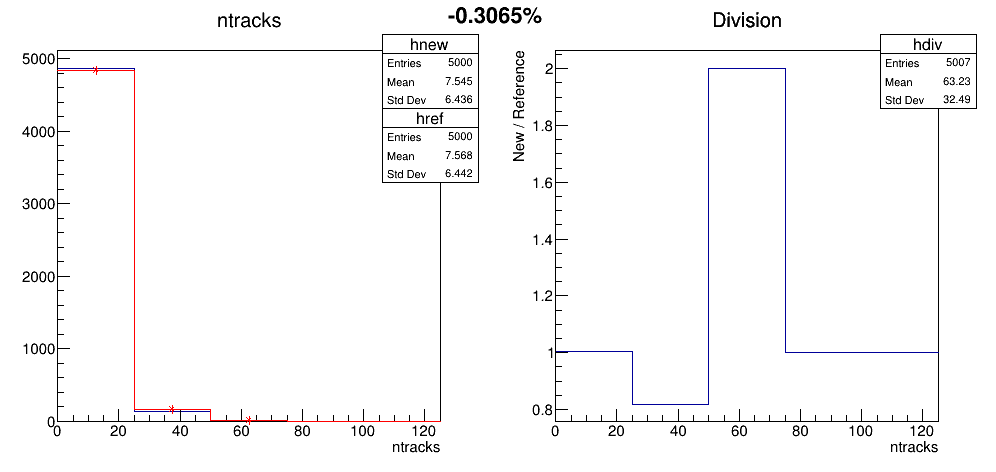 -0.3065%
ntracks
hnew
Entries 5000
Mean 7.545
Std Dev 6.436
href
Entries 5000
Mean 7.568
Std Dev 6.442
5000
4000
3000
2000
1000
0
0 20 40 60 80 100 120
ntracks
Division
hdiv
Entries 5007
Mean 63.23
Std Dev 32.49
New / Reference
2
1.8
1.6
1.4
1.2
1
0.8
0 20 40 60 80 100 120
ntracks